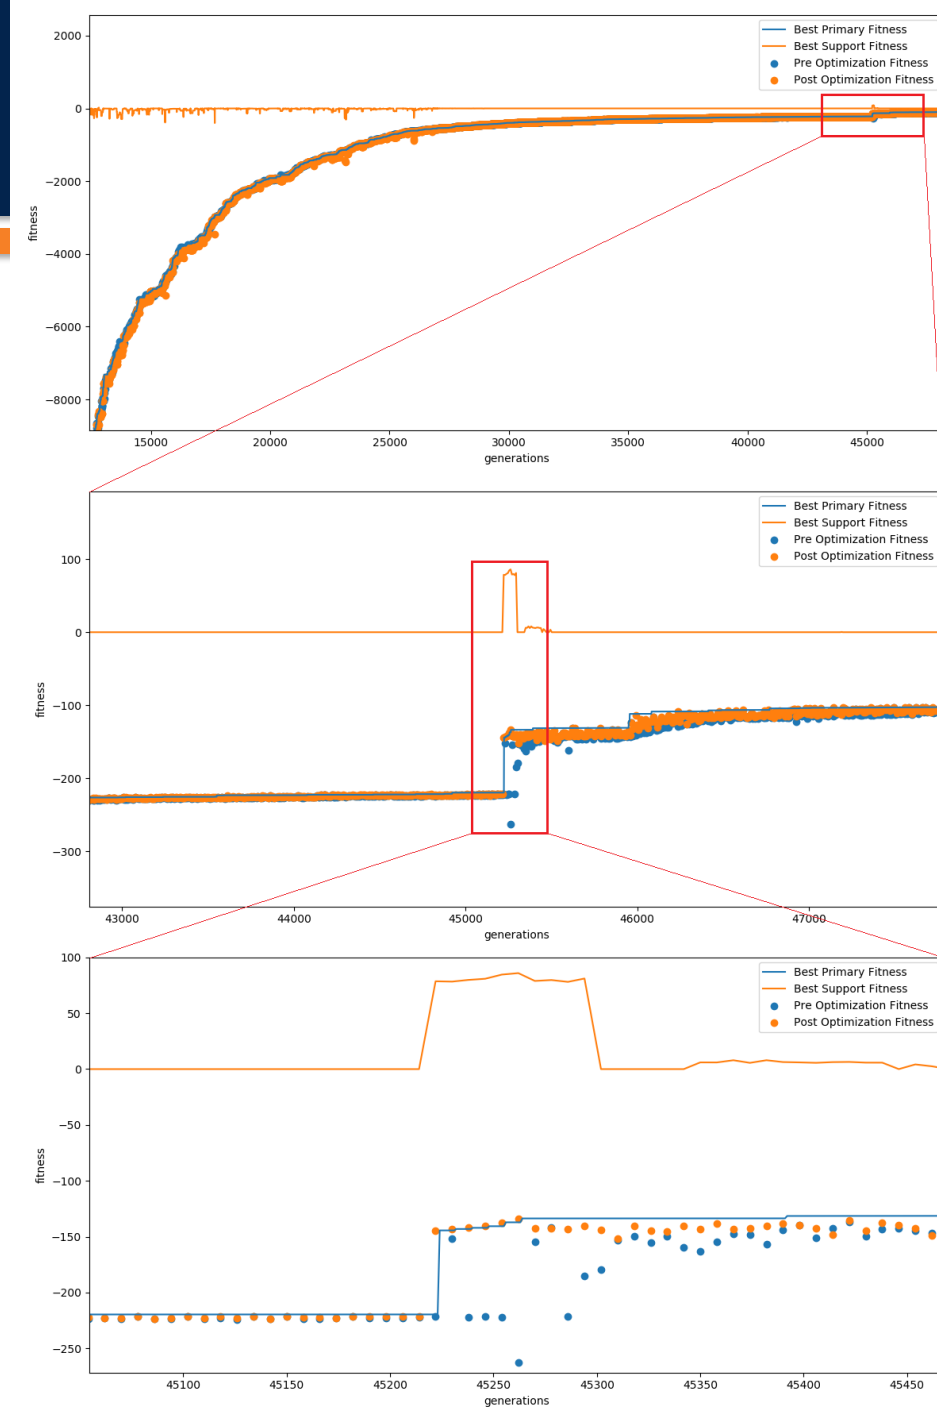 2000
0
−2000
−4000
−6000
−8000
fitness
Best Primary Fitness
Best Support Fitness
Pre Optimization Fitness
Post Optimization Fitness
15000 20000 25000 30000 35000 40000 45000
generations
100
0
−100
−200
−300
fitness
Best Primary Fitness
Best Support Fitness
Pre Optimization Fitness
Post Optimization Fitness
43000 44000 45000 46000 47000
generations
100
50
0
−50
−100
−150
−200
−250
fitness
Best Primary Fitness
Best Support Fitness
Pre Optimization Fitness
Post Optimization Fitness
45100 45150 45200 45250 45300 45350 45400 45450
generations